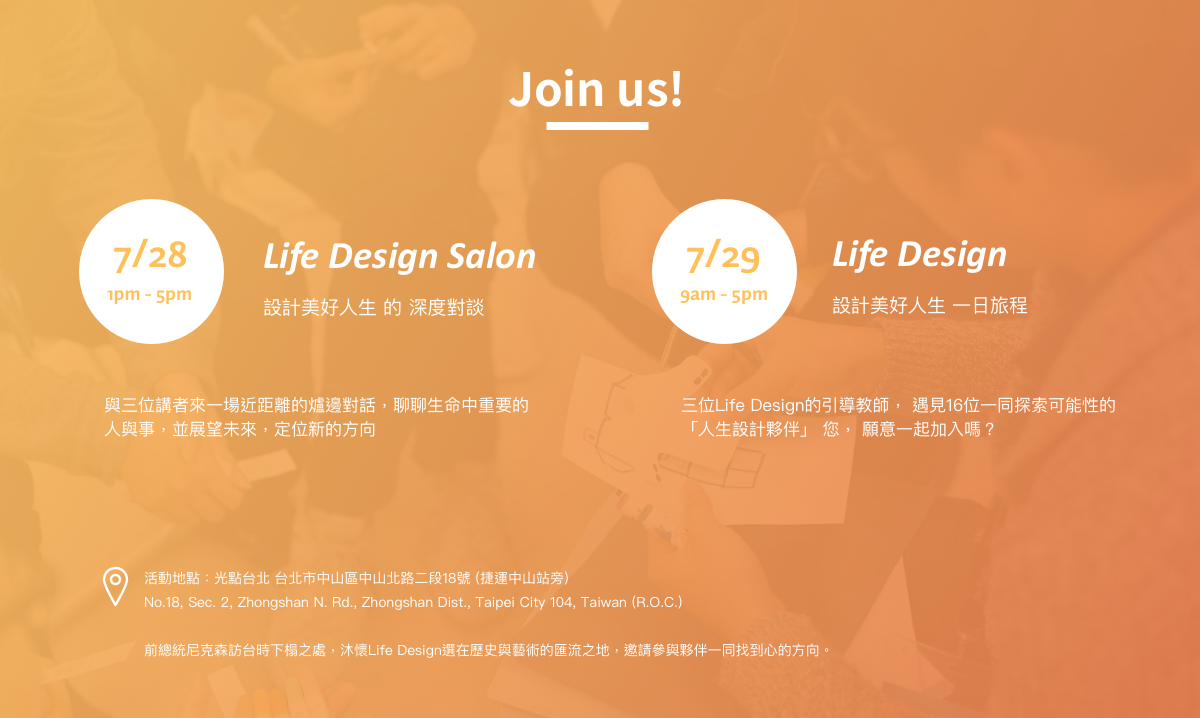 Join us!
7/28
1pm - 5pm
Life Design Salon
設計美好人生 的 深度對談
與三位講者來一場近距離的爐邊對話，聊聊生命中重要的
人與事，並展望未來，定位新的方向
7/29
9am - 5pm
Life Design
設計美好人生 一日旅程
三位Life Design的引導教師， 遇見16位一同探索可能性的
「人生設計夥伴」 您， 願意一起加入嗎？
活動地點：光點台北 台北市中山區中山北路二段18號 (捷運中山站旁)
No.18, Sec. 2, Zhongshan N. Rd., Zhongshan Dist., Taipei City 104, Taiwan (R.O.C.)
前總統尼克森訪台時下榻之處，沐懷Life Design選在歷史與藝術的匯流之地，邀請參與夥伴一同找到心的方向。